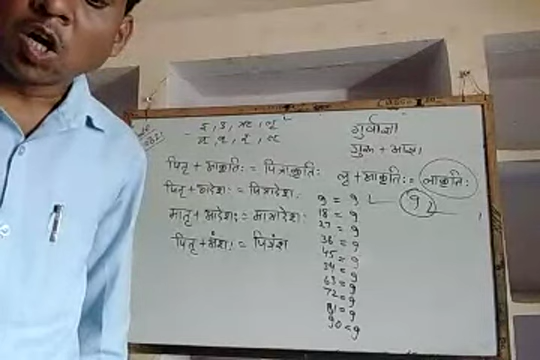 इ, उ, ऋ, लृ
य, व, र, ल
पितृ + आकृतिः = पित्राकृतिः
पितृ + आदेशः = पित्रादेशः
मातृ + आदेशः = मात्रादेशः
पितृ + अंशः = पित्रंश
गुर्वाज्ञा
गुरू + आज्ञा
लृ + आकृतिः = लाकृतिः
9 = 9
18 = 9
27 = 9
36 = 9
45 = 9
54 = 9
63 = 9
72 = 9
81 = 9
90 = 9
9